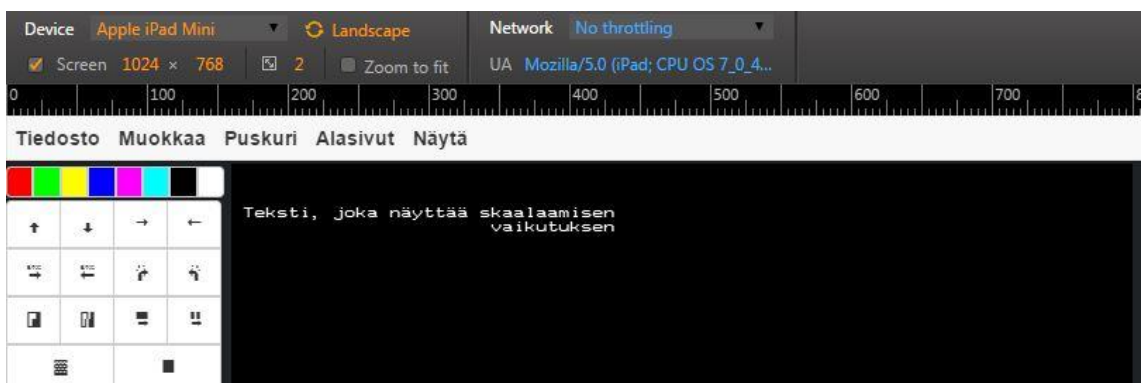 Device Apple iPad Mini Landscape Network No throttling
Screen 1024 × 768 2 Zoom to fit UA Mozilla/5.0 (iPad; CPU OS 7_0_4...
0 100 200 300 400 500 600 700
Tiedosto Muokkaa Puskuri Alasivut Näytä
Teksti, joka näyttää skaalaamisen
vaikutuksen